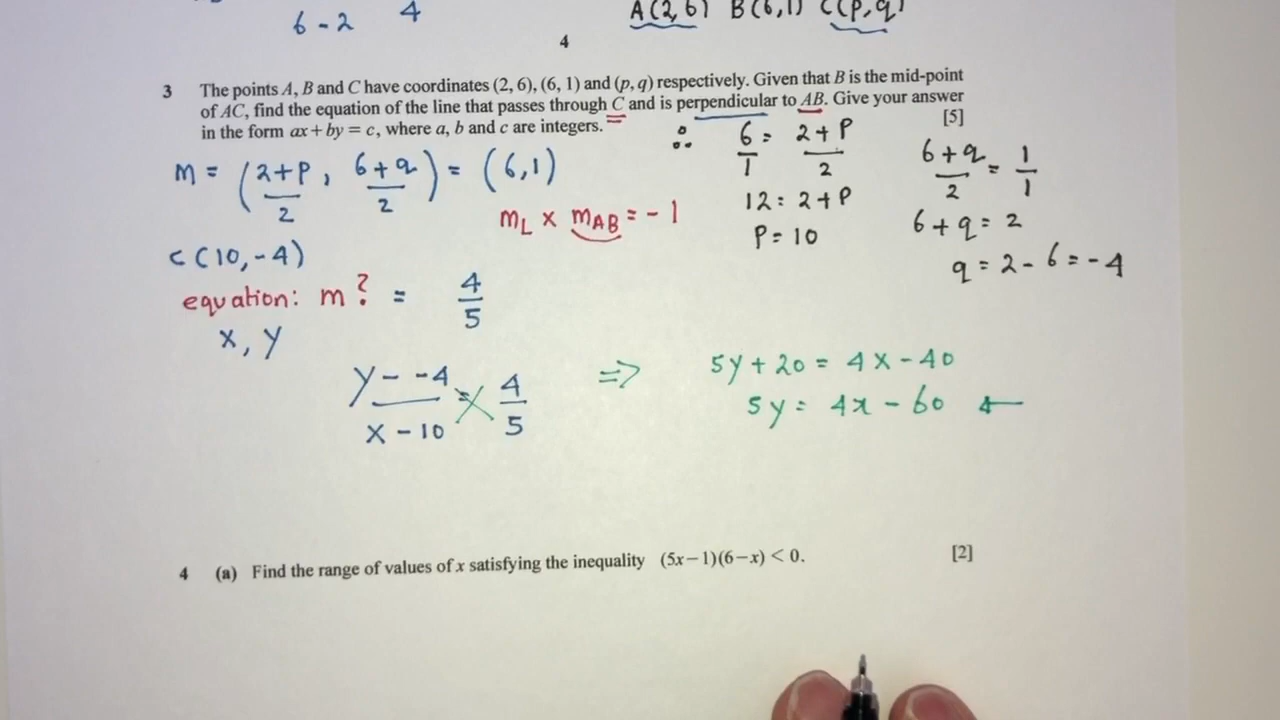 6 - 2 4
A(2,6) B(6,1) C(p,q)
4
3 The points A, B and C have coordinates (2, 6), (6, 1) and (p, q) respectively. Given that B is the mid-point
of AC, find the equation of the line that passes through C and is perpendicular to AB. Give your answer
in the form ax + by = c, where a, b and c are integers. [5]
M = (2+P/2, 6+q/2) = (6,1)
∴ 6/1 = 2+P/2
12 = 2+P
P = 10
6+q/2 = 1/1
6+q = 2
q = 2 - 6 = -4
mL x mAB = -1
C(10,-4)
equation: m? = 4/5
x, y
y - -4/x - 10 = 4/5
=> 5y + 20 = 4x - 40
5y = 4x - 60 ←
4 (a) Find the range of values of x satisfying the inequality (5x−1)(6−x) < 0. [2]